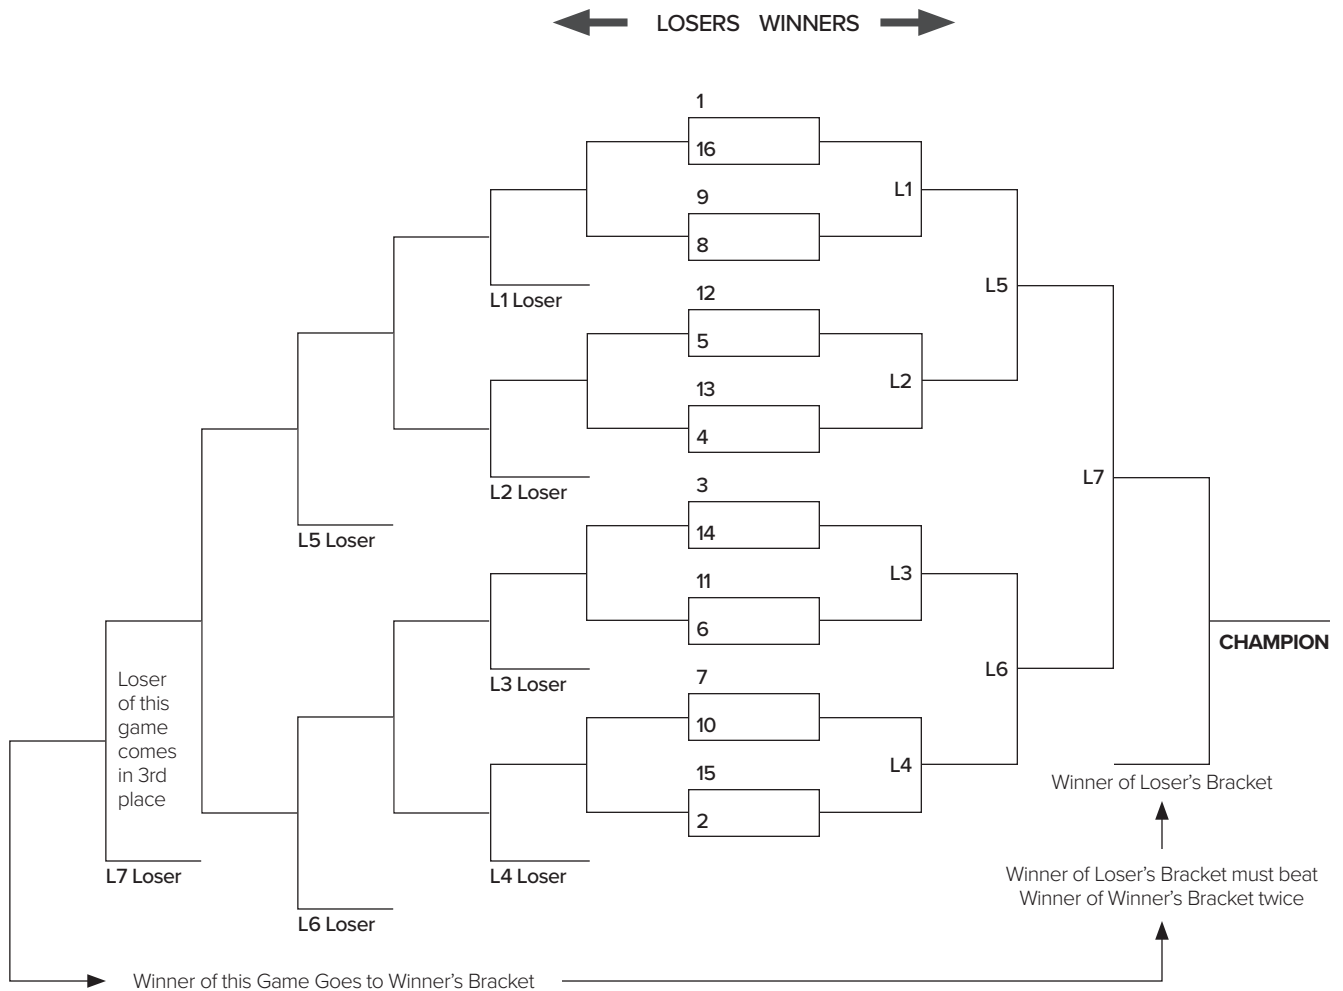 LOSERS WINNERS
1
16
9
8
L1
L1 Loser
12
5
13
4
L2
L2 Loser
L5
L5 Loser
3
14
11
6
L3
L3 Loser
7
10
15
2
L4
L4 Loser
L6
L6 Loser
L7
L7 Loser
Loser
of this
game
comes
in 3rd
place
CHAMPION
Winner of Loser’s Bracket
Winner of Loser’s Bracket must beat
Winner of Winner’s Bracket twice
Winner of this Game Goes to Winner’s Bracket